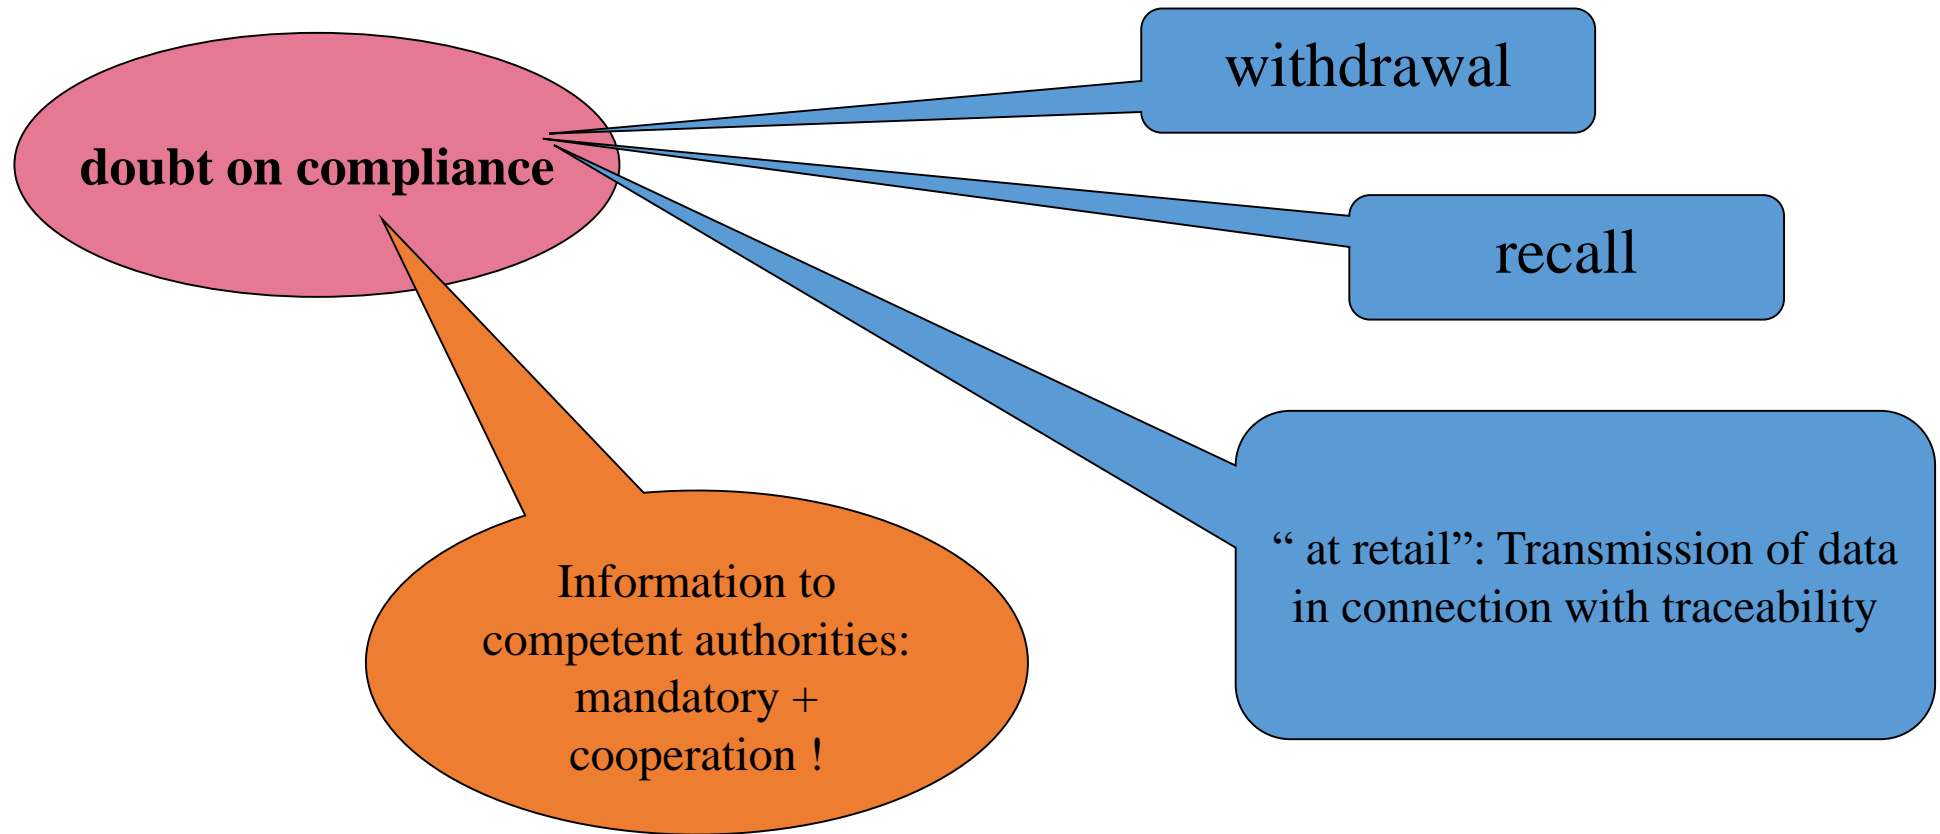 withdrawal
doubt on compliance
recall
“ at retail”: Transmission of data
in connection with traceability
Information to
competent authorities:
mandatory +
cooperation !